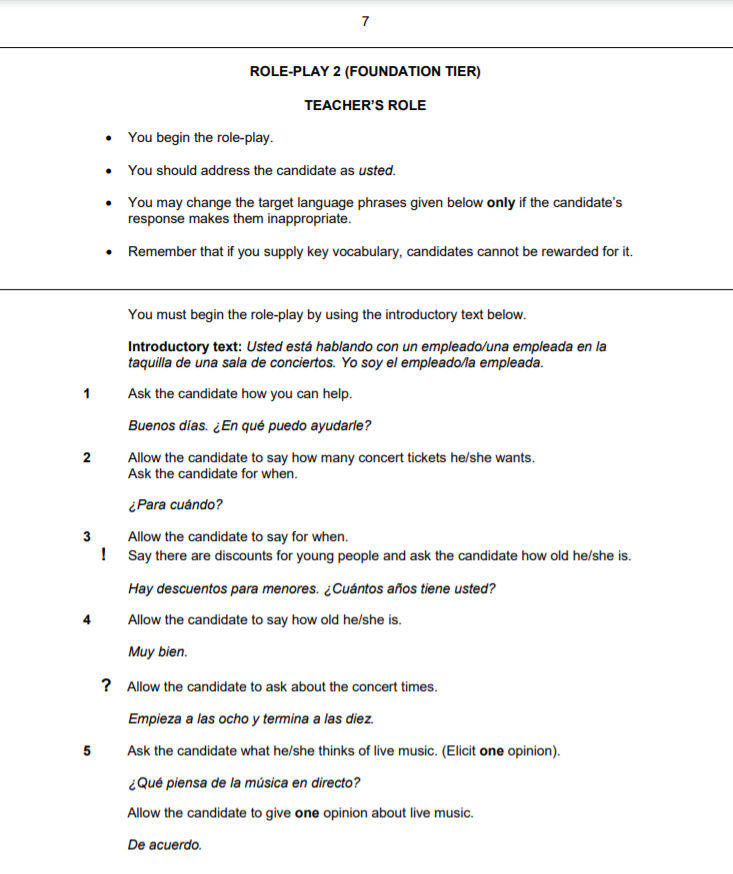 7
ROLE-PLAY 2 (FOUNDATION TIER)
TEACHER'S ROLE
• You begin the role-play.
• You should address the candidate as usted.
• You may change the target language phrases given below only if the candidate's
response makes them inappropriate.
• Remember that if you supply key vocabulary, candidates cannot be rewarded for it.
You must begin the role-play by using the introductory text below.
Introductory text: Usted está hablando con un empleado/una empleada en la
taquilla de una sala de conciertos. Yo soy el empleado/la empleada.
1 Ask the candidate how you can help.
Buenos días. ¿En qué puedo ayudarle?
2 Allow the candidate to say how many concert tickets he/she wants.
Ask the candidate for when.
¿Para cuándo?
3 Allow the candidate to say for when.
! Say there are discounts for young people and ask the candidate how old he/she is.
Hay descuentos para menores. ¿Cuántos años tiene usted?
4 Allow the candidate to say how old he/she is.
Muy bien.
? Allow the candidate to ask about the concert times.
Empieza a las ocho y termina a las diez.
5 Ask the candidate what he/she thinks of live music. (Elicit one opinion).
¿Qué piensa de la música en directo?
Allow the candidate to give one opinion about live music.
De acuerdo.